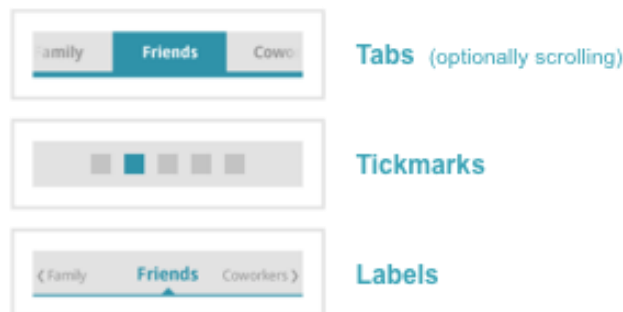 amily Friends Cowo
Tabs (optionally scrolling)
Tickmarks
‹ Family Friends Coworkers ›
Labels